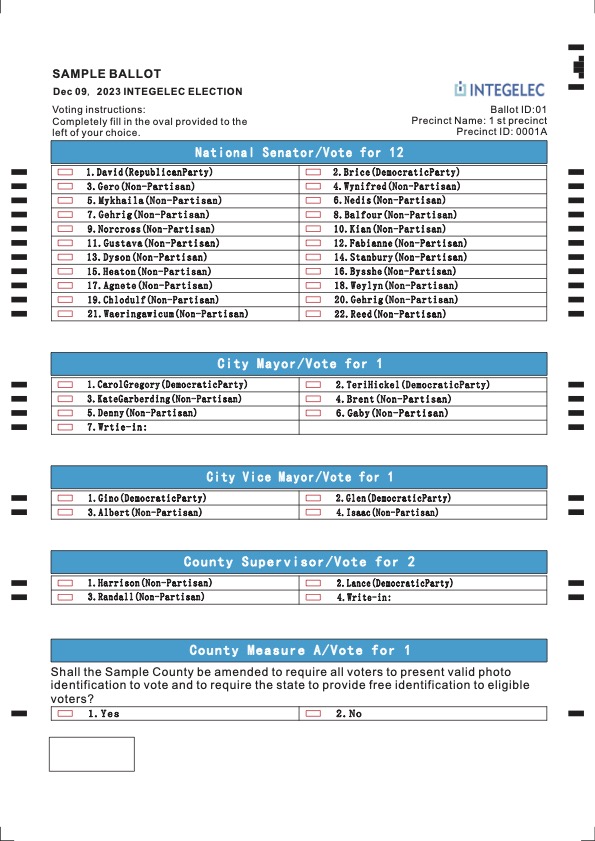 SAMPLE BALLOT
Dec 09, 2023 INTEGELEC ELECTION
INTEGELEC
Voting instructions:
Completely fill in the oval provided to the
left of your choice.
Ballot ID:01
Precinct Name: 1 st precinct
Precinct ID: 0001A
National Senator/Vote for 12
1. David(RepublicanParty) 2. Brice(DemocraticParty)
3. Gero(Non-Partisan) 4. Wynifred(Non-Partisan)
5. Mykhaila(Non-Partisan) 6. Nedis(Non-Partisan)
7. Gehrig(Non-Partisan) 8. Balfour(Non-Partisan)
9. Norcross(Non-Partisan) 10. Kian(Non-Partisan)
11. Gustava(Non-Partisan) 12. Fabianne(Non-Partisan)
13. Dyson(Non-Partisan) 14. Stanbury(Non-Partisan)
15. Heaton(Non-Partisan) 16. Bysshe(Non-Partisan)
17. Agnete(Non-Partisan) 18. Weylyn(Non-Partisan)
19. Chlodulf(Non-Partisan) 20. Gehrig(Non-Partisan)
21. Waeringawicum(Non-Partisan) 22. Reed(Non-Partisan)
City Mayor/Vote for 1
1. CarolGregory(DemocraticParty) 2. TeriHickel(DemocraticParty)
3. KateGarberding(Non-Partisan) 4. Brent(Non-Partisan)
5. Denny(Non-Partisan) 6. Gaby(Non-Partisan)
7. Wrtie-in:
City Vice Mayor/Vote for 1
1. Gino(DemocraticParty) 2. Glen(DemocraticParty)
3. Albert(Non-Partisan) 4. Isaac(Non-Partisan)
County Supervisor/Vote for 2
1. Harrison(Non-Partisan) 2. Lance(DemocraticParty)
3. Randall(Non-Partisan) 4. Write-in:
County Measure A/Vote for 1
Shall the Sample County be amended to require all voters to present valid photo
identification to vote and to require the state to provide free identification to eligible
voters?
1. Yes 2. No